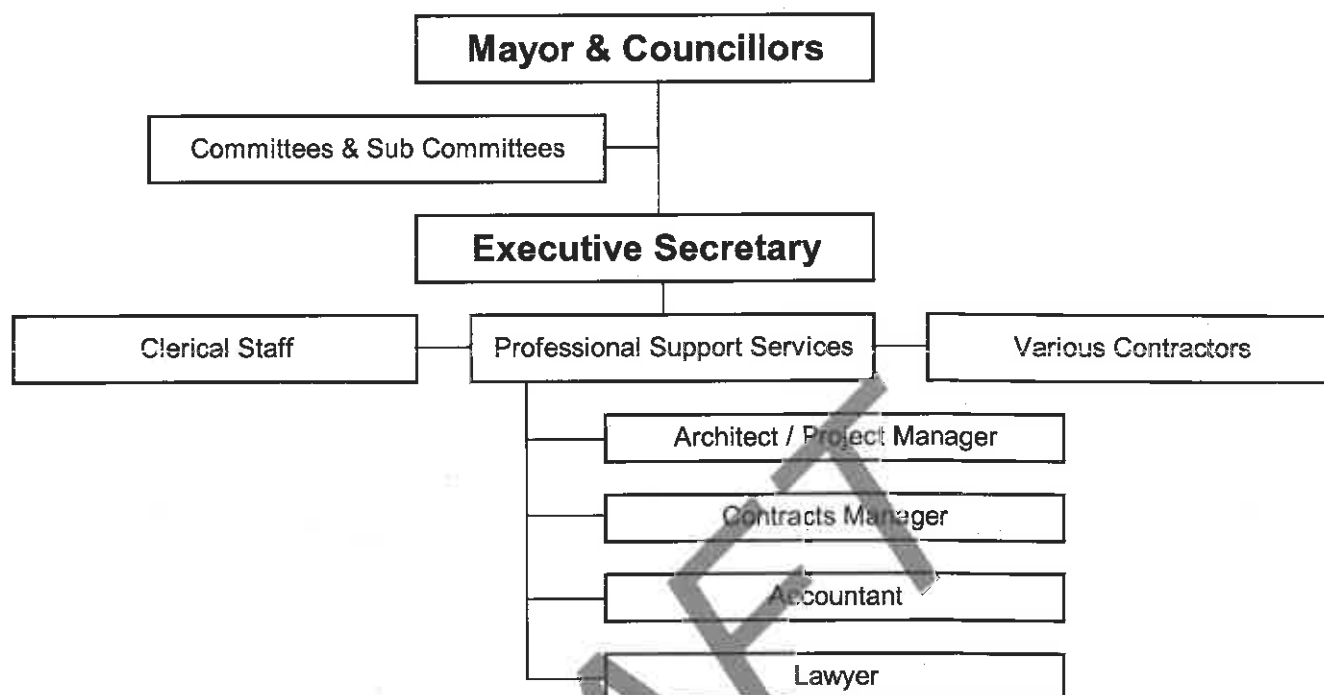 Mayor & Councillors
Committees & Sub Committees
Executive Secretary
Clerical Staff
Professional Support Services
Various Contractors
Architect / Project Manager
Contracts Manager
Accountant
Lawyer